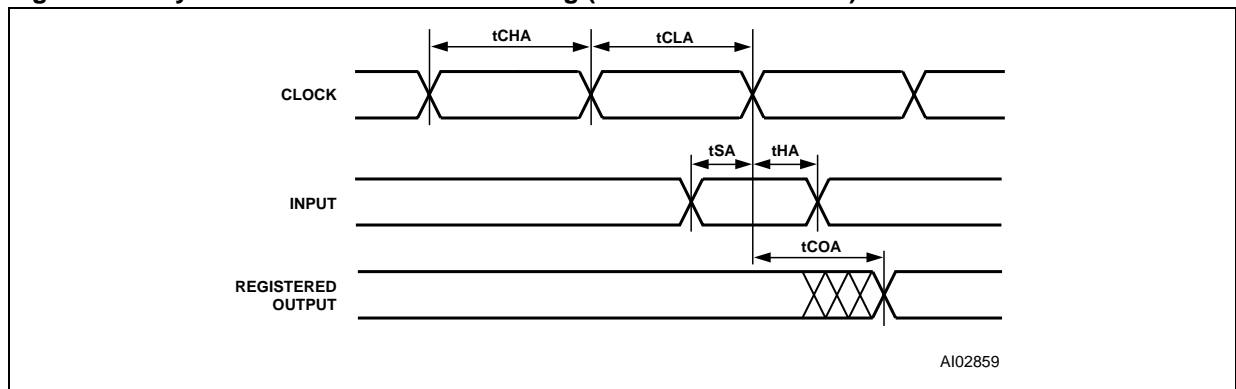 tCHA tCLA
CLOCK
tSA tHA
INPUT
tCOA
REGISTERED
OUTPUT
AI02859